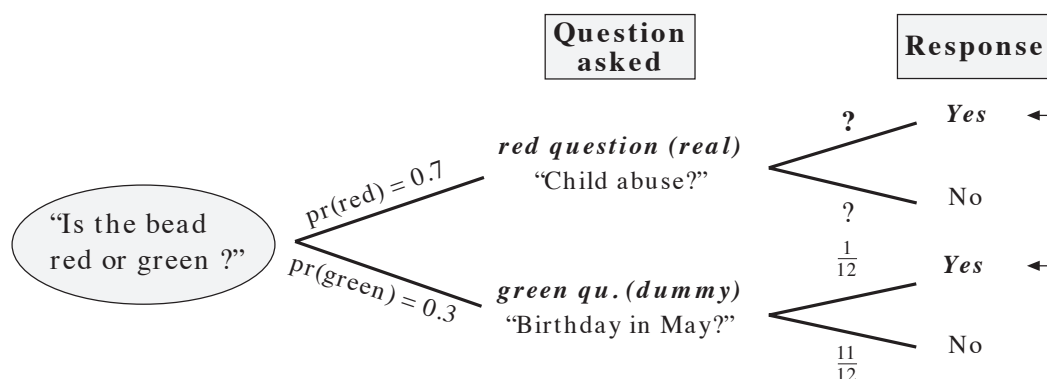 Question
asked
Response
“Is the bead
red or green ?”
pr(red) = 0.7
pr(green) = 0.3
red question (real)
“Child abuse?”
?
Yes
?
No
green qu. (dummy)
“Birthday in May?”
1/12
Yes
11/12
No